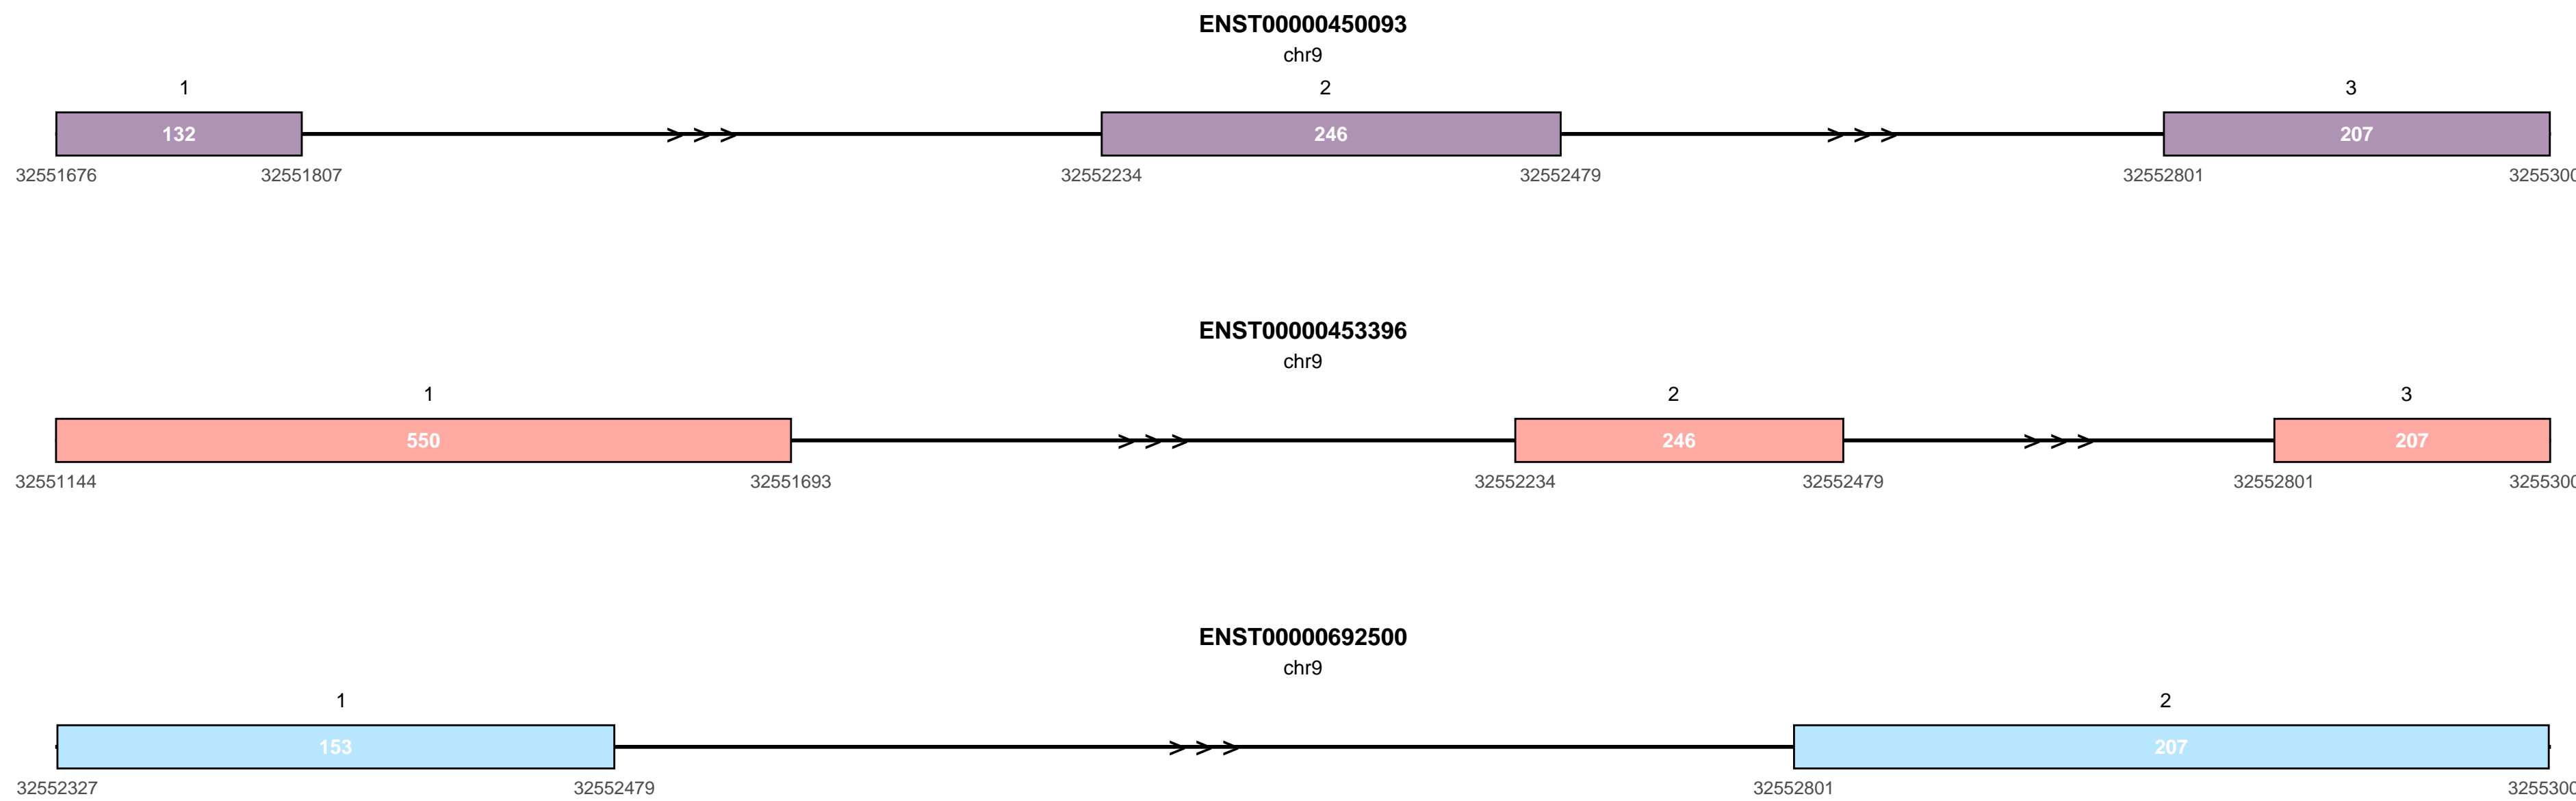 ENST00000450093
chr9
1 2 3
132 246 207
32551676 32551807 32552234 32552479 32552801
ENST00000453396
chr9
1 2 3
550 246 207
32551144 32551693 32552234 32552479 32552801
ENST00000692500
chr9
1 2
153 207
32552327 32552479 32552801